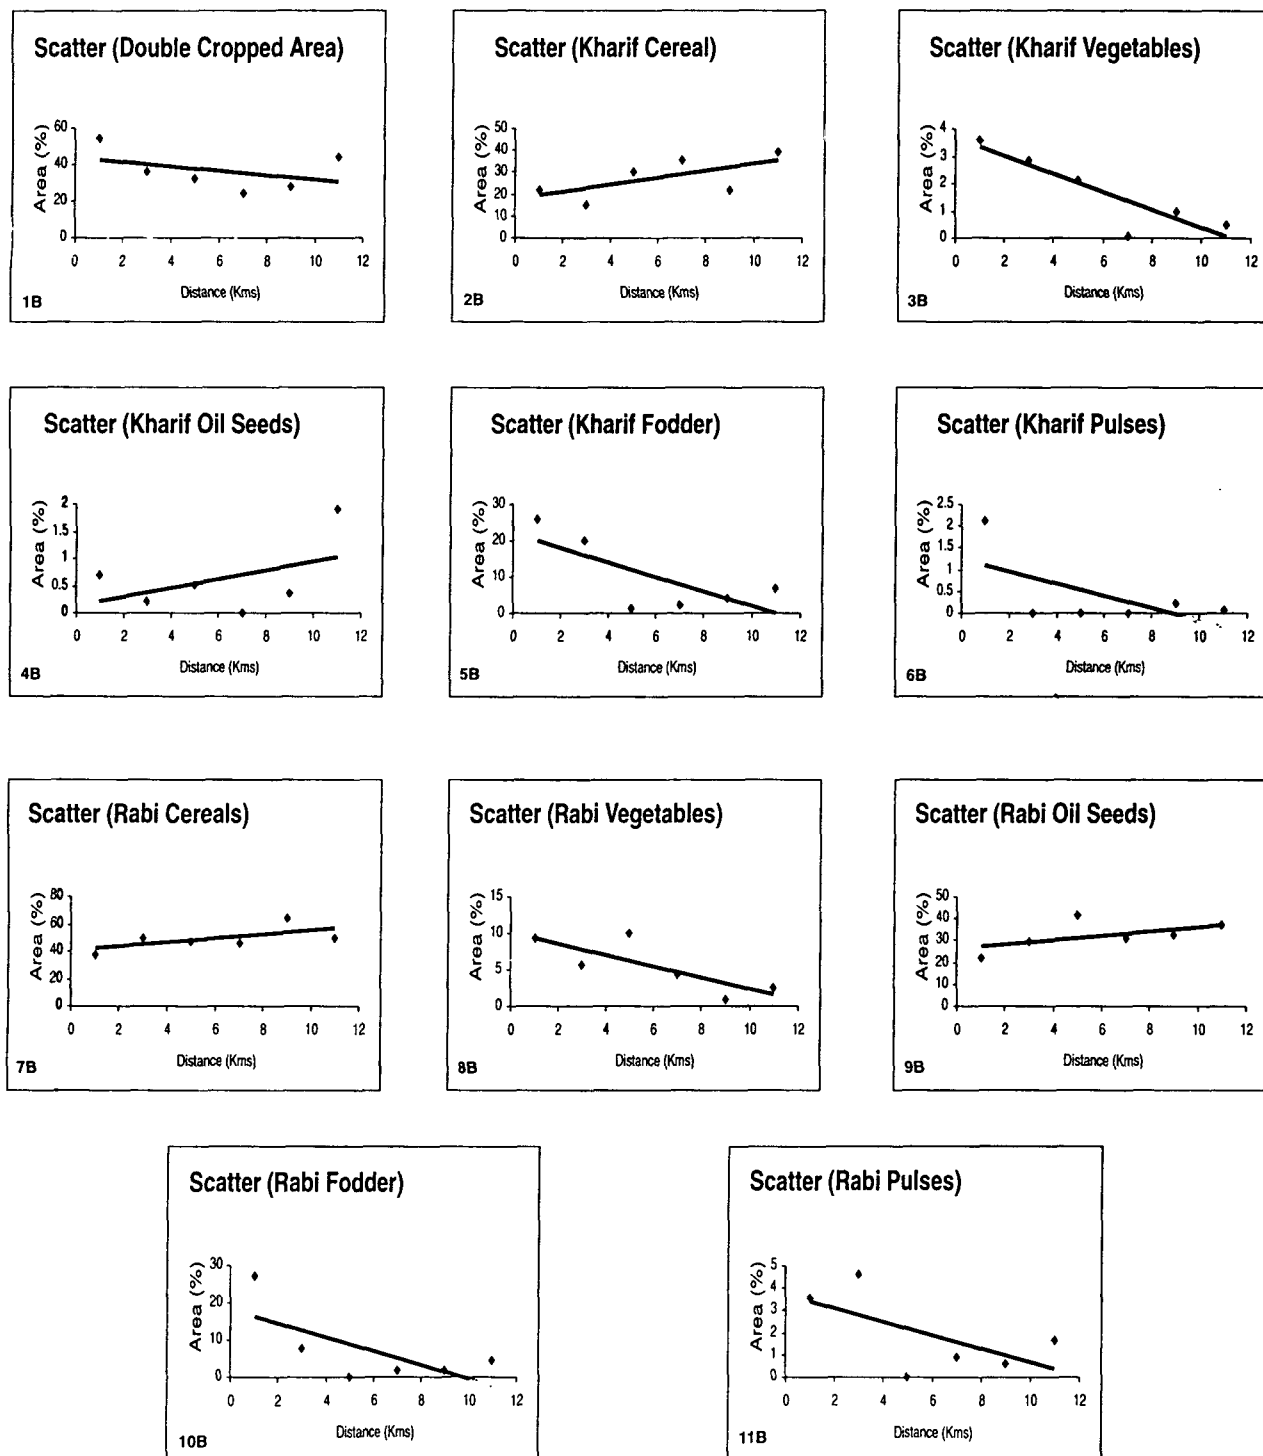 Scatter (Double Cropped Area)
Area (%)
60
40
20
0
0 2 4 6 8 10 12
Distance (Kms)
1B
Scatter (Kharif Cereal)
Area (%)
50
40
30
20
10
0
0 2 4 6 8 10 12
Distance (Kms)
2B
Scatter (Kharif Vegetables)
Area (%)
4
3
2
1
0
0 2 4 6 8 10 12
Distance (Kms)
3B
Scatter (Kharif Oil Seeds)
Area (%)
2
1.5
1
0.5
0
0 2 4 6 8 10 12
Distance (Kms)
4B
Scatter (Kharif Fodder)
Area (%)
30
20
10
0
0 2 4 6 8 10 12
Distance (Kms)
5B
Scatter (Kharif Pulses)
Area (%)
2.5
2
1.5
1
0.5
0
0 2 4 6 8 10 12
Distance (Kms)
6B
Scatter (Rabi Cereals)
Area (%)
80
60
40
20
0
0 2 4 6 8 10 12
Distance (Kms)
7B
Scatter (Rabi Vegetables)
Area (%)
15
10
5
0
0 2 4 6 8 10 12
Distance (Kms)
8B
Scatter (Rabi Oil Seeds)
Area (%)
50
40
30
20
10
0
0 2 4 6 8 10 12
Distance (Kms)
9B
Scatter (Rabi Fodder)
Area (%)
30
20
10
0
0 2 4 6 8 10 12
Distance (Kms)
10B
Scatter (Rabi Pulses)
Area (%)
5
4
3
2
1
0
0 2 4 6 8 10 12
Distance (Kms)
11B